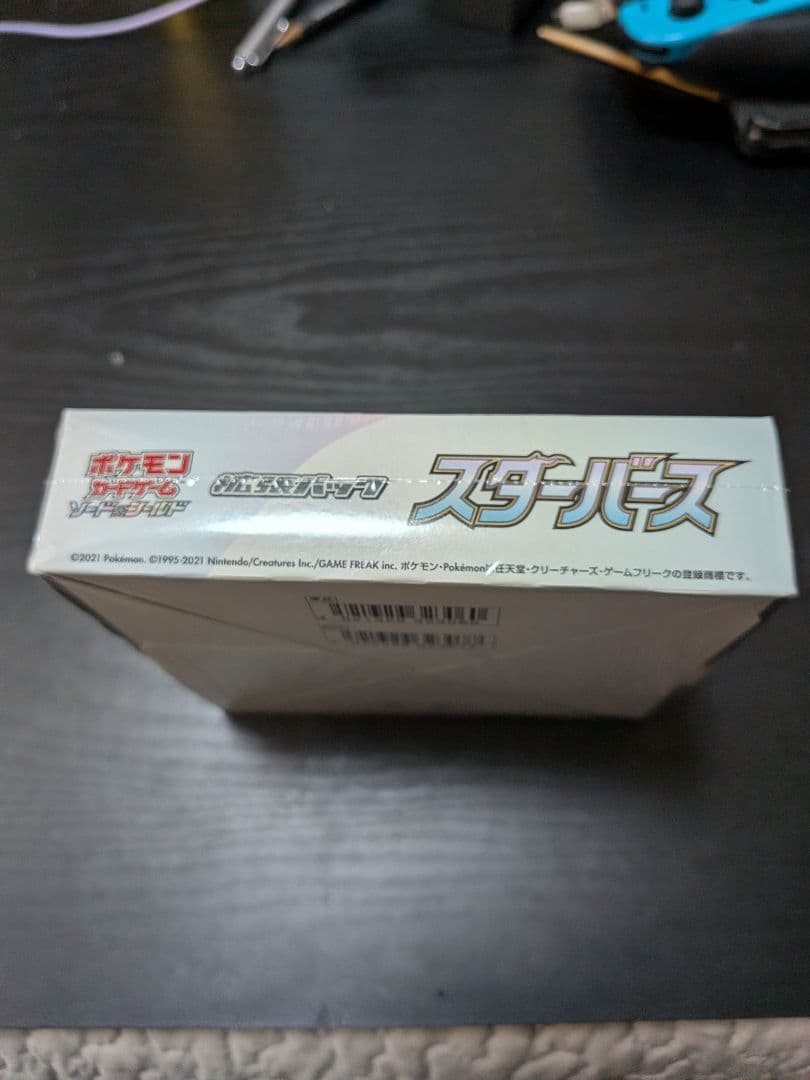 ポケモン
カードゲーム
ソード&シールド
拡張パック
スターバース
©2021 Pokémon. ©1995-2021 Nintendo/Creatures Inc./GAME FREAK inc. ポケモン・Pokémonは任天堂・クリーチャーズ・ゲームフリークの登録商標です。